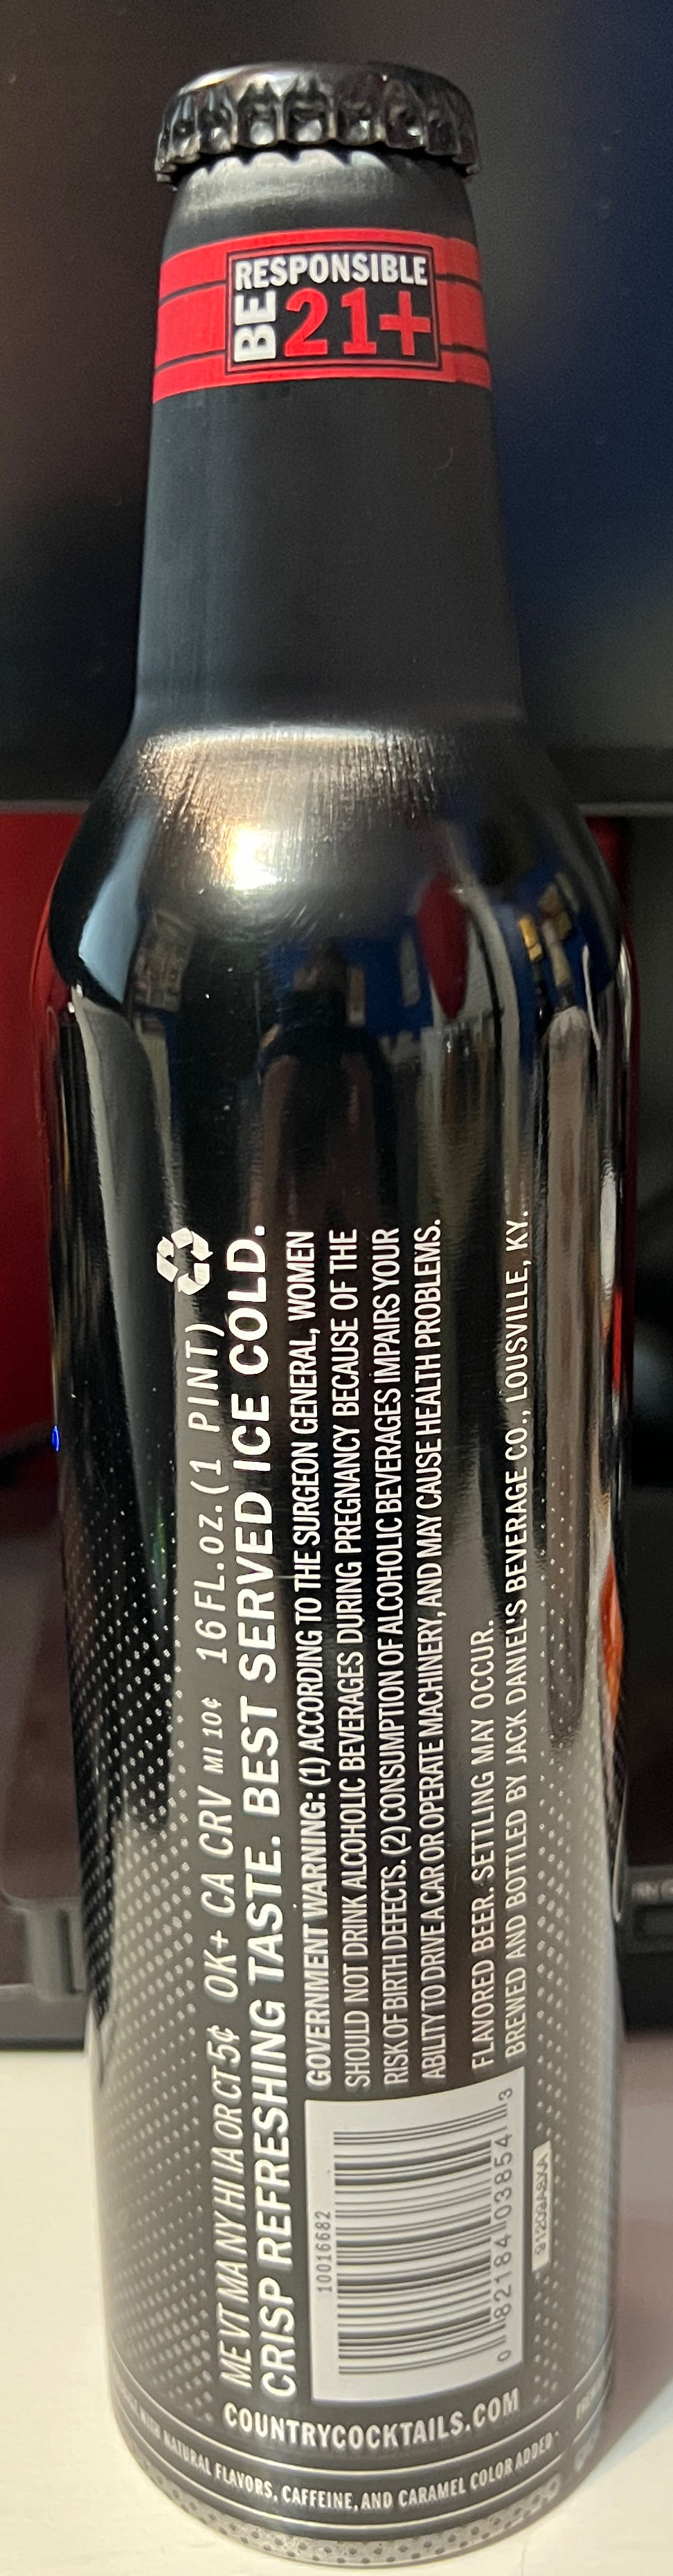 RESPONSIBLE
BE 21+
ME VT MA NY HI IA OR CT 5¢ OK+ CA CRV MI 10¢ 16 FL.OZ.(1 PINT)
CRISP REFRESHING TASTE. BEST SERVED ICE COLD.
GOVERNMENT WARNING: (1) ACCORDING TO THE SURGEON GENERAL, WOMEN
SHOULD NOT DRINK ALCOHOLIC BEVERAGES DURING PREGNANCY BECAUSE OF THE
RISK OF BIRTH DEFECTS. (2) CONSUMPTION OF ALCOHOLIC BEVERAGES IMPAIRS YOUR
ABILITY TO DRIVE A CAR OR OPERATE MACHINERY, AND MAY CAUSE HEALTH PROBLEMS.
FLAVORED BEER. SETTLING MAY OCCUR.
BREWED AND BOTTLED BY JACK DANIEL'S BEVERAGE CO., LOUSVILLE, KY.
10016682
0 82184 03854 3
COUNTRYCOCKTAILS.COM
WITH NATURAL FLAVORS, CAFFEINE, AND CARAMEL COLOR ADDED